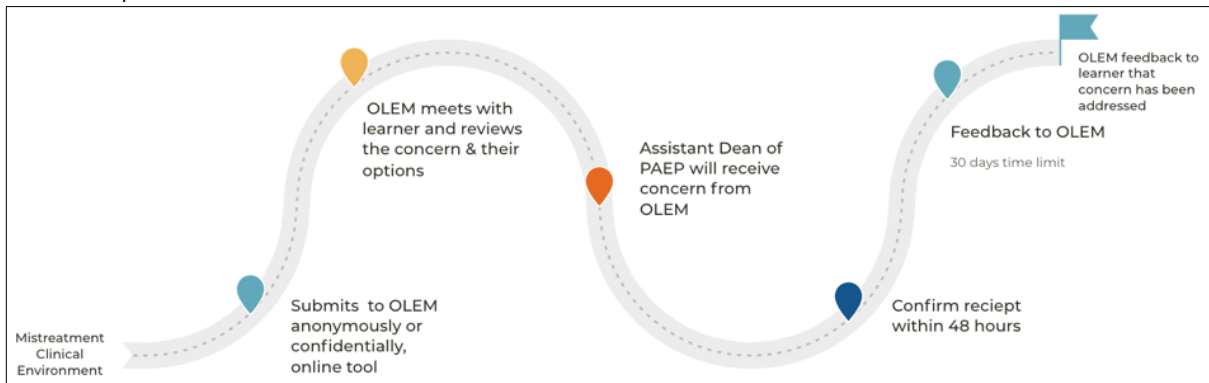 Mistreatment
Clinical
Environment
Submits to OLEM
anonymously or
confidentially,
online tool
OLEM meets with
learner and reviews
the concern & their
options
Assistant Dean of
PAEP will receive
concern from
OLEM
Confirm reciept
within 48 hours
Feedback to OLEM
30 days time limit
OLEM feedback to
learner that
concern has been
addressed